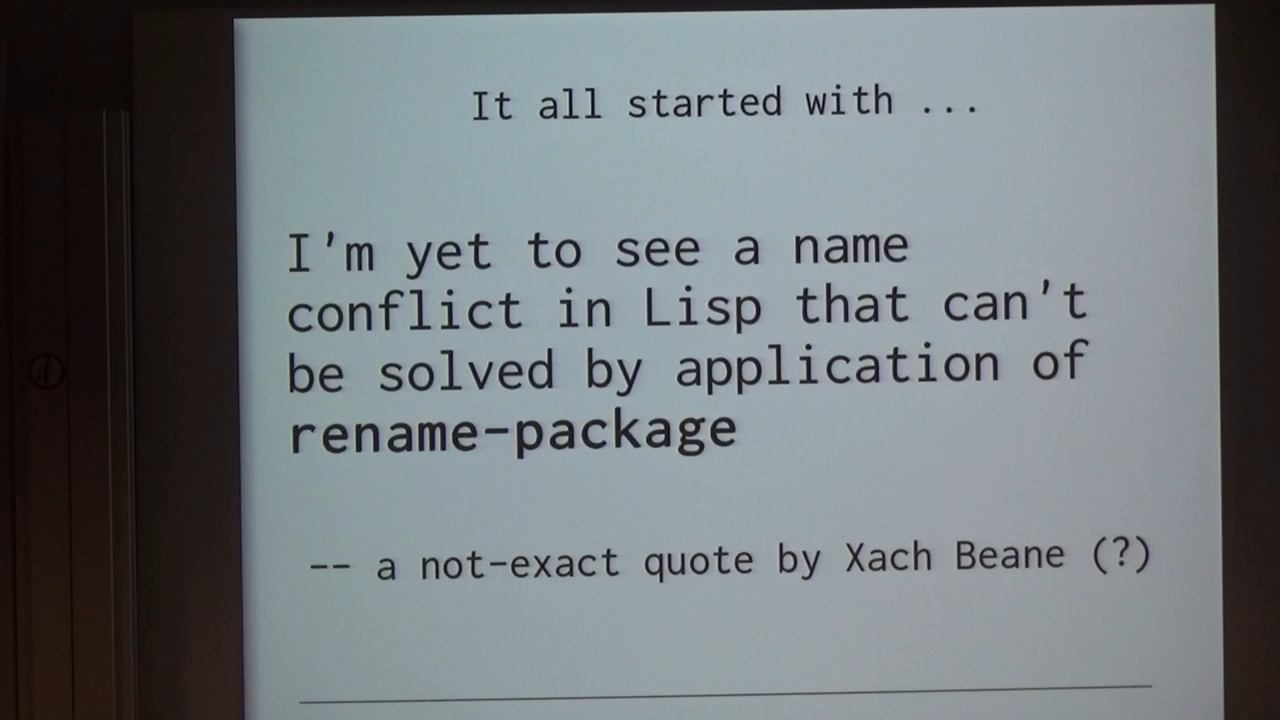 It all started with ...
I'm yet to see a name
conflict in Lisp that can't
be solved by application of
rename-package
-- a not-exact quote by Xach Beane (?)